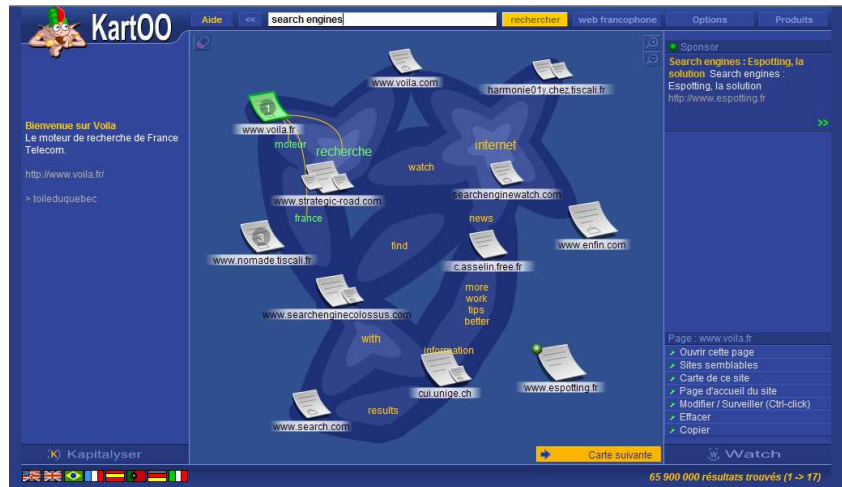 KartOO
Aide
<<
search engines
rechercher
web francophone
Options
Produits
Bienvenue sur Voila
Le moteur de recherche de France
Telecom.
http://www.voila.fr/
> toileduquebec
www.voila.com
harmonie01y.chez.tiscali.fr
1
www.voila.fr
moteur
recherche
internet
watch
www.strategic-road.com
searchenginewatch.com
france
news
3
www.nomade.tiscali.fr
find
www.enfin.com
c.asselin.free.fr
more
work
tips
better
www.searchenginecolossus.com
with
information
cui.unige.ch
www.espotting.fr
results
www.search.com
Carte suivante
Sponsor
Search engines : Espotting, la
solution Search engines :
Espotting, la solution
http://www.espotting.fr
>>
Page : www.voila.fr
Ouvrir cette page
Sites semblables
Carte de ce site
Page d'accueil du site
Modifier / Surveiller (Ctrl-click)
Effacer
Copier
(K) Kapitalyser
w Watch
65 900 000 résultats trouvés (1 -> 17)